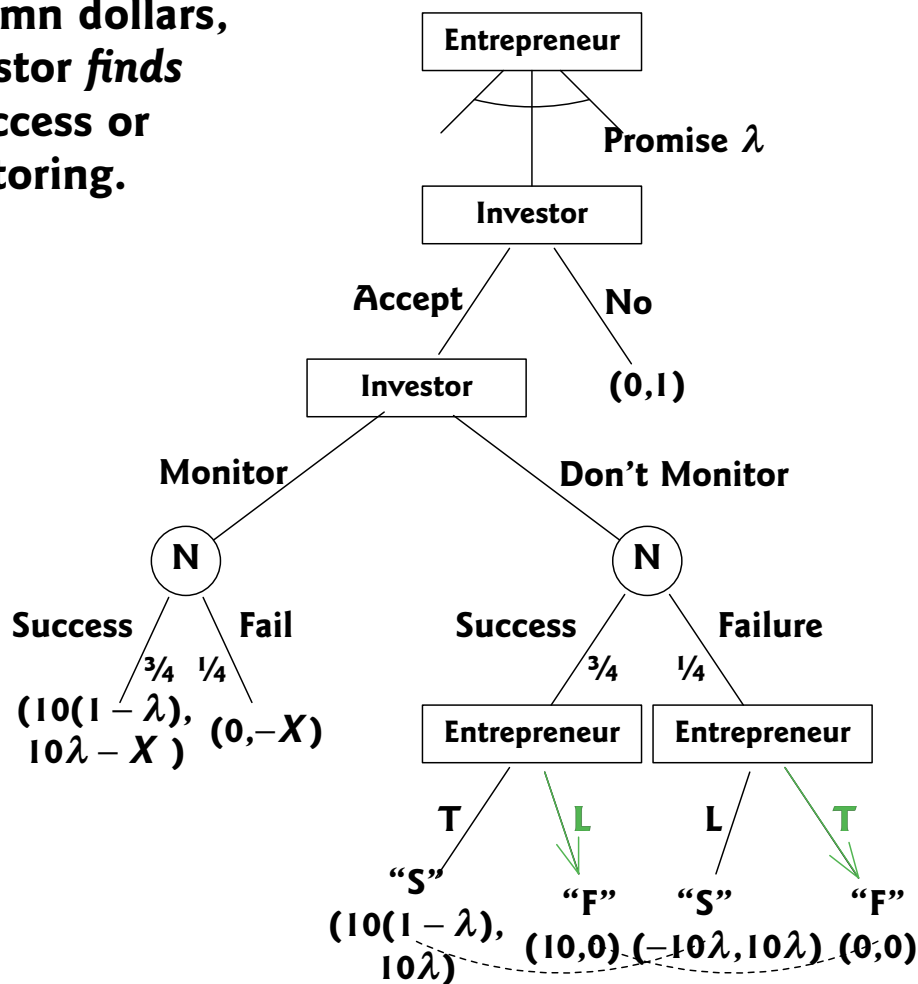 mn dollars,
stor finds
ccess or
toring.
Entrepreneur
Promise λ
Investor
Accept
No
(0,1)
Investor
Monitor
Don't Monitor
N
N
Success
Fail
Success
Failure
¾
¼
¾
¼
(10(1 – λ),
10λ – X )
(0,–X)
Entrepreneur
Entrepreneur
T
L
L
T
"S"
"F"
"S"
"F"
(10(1 – λ),
10λ)
(10,0)
(–10λ,10λ)
(0,0)